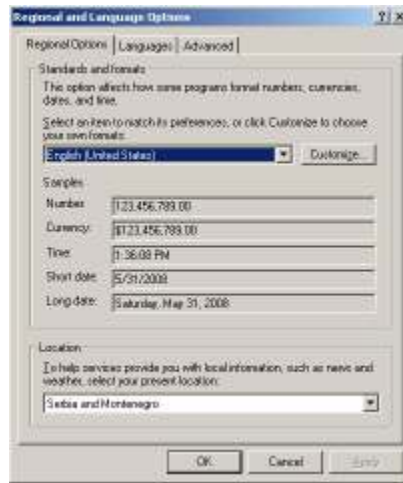 Regional and Language Options
Regional Options Languages Advanced
Standards and formats
This option affects how some programs format numbers, currencies,
dates, and time.
Select an item to match its preferences, or click Customize to choose
your own formats:
English (United States) Customize...
Samples
Number: 123,456,789.00
Currency: $123,456,789.00
Time: 1:36:08 PM
Short date: 5/31/2008
Long date: Saturday, May 31, 2008
Location
To help services provide you with local information, such as news and
weather, select your present location:
Serbia and Montenegro
OK Cancel Apply